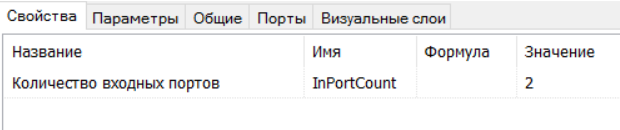 Свойства Параметры Общие Порты Визуальные слои
Название Имя Формула Значение
Количество входных портов InPortCount 2